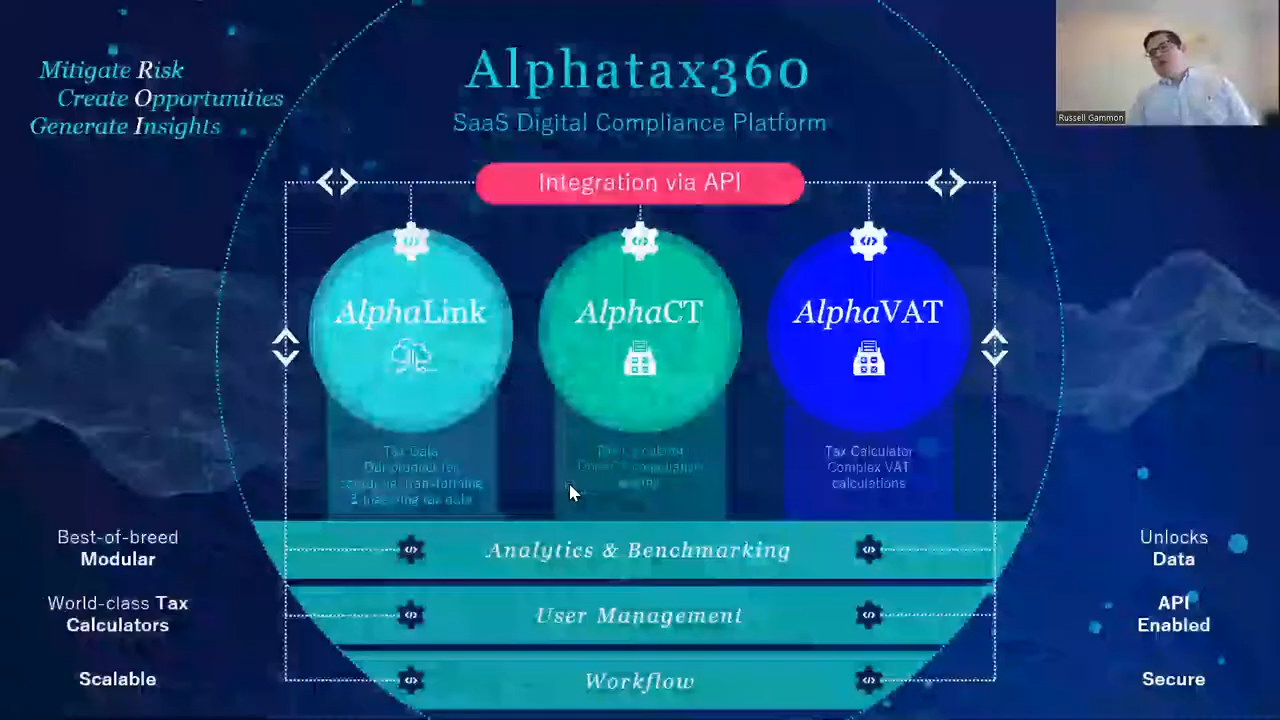 Mitigate Risk
Create Opportunities
Generate Insights
Alphatax360
SaaS Digital Compliance Platform
Russell Gammon
Integration via API
AlphaLink
AlphaCT
AlphaVAT
Tax Data
& tax data
Tax Calculator
Complex VAT
calculations
Best-of-breed
Modular
World-class Tax
Calculators
Scalable
Analytics & Benchmarking
User Management
Workflow
Unlocks
Data
API
Enabled
Secure